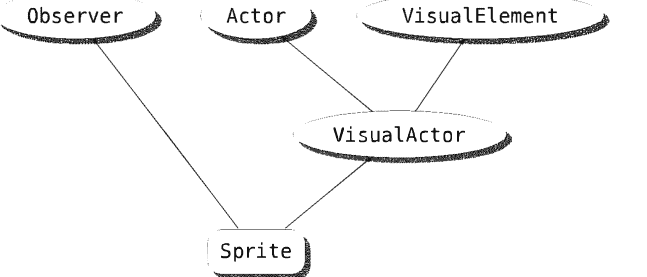 Observer
Actor
VisualElement
VisualActor
Sprite